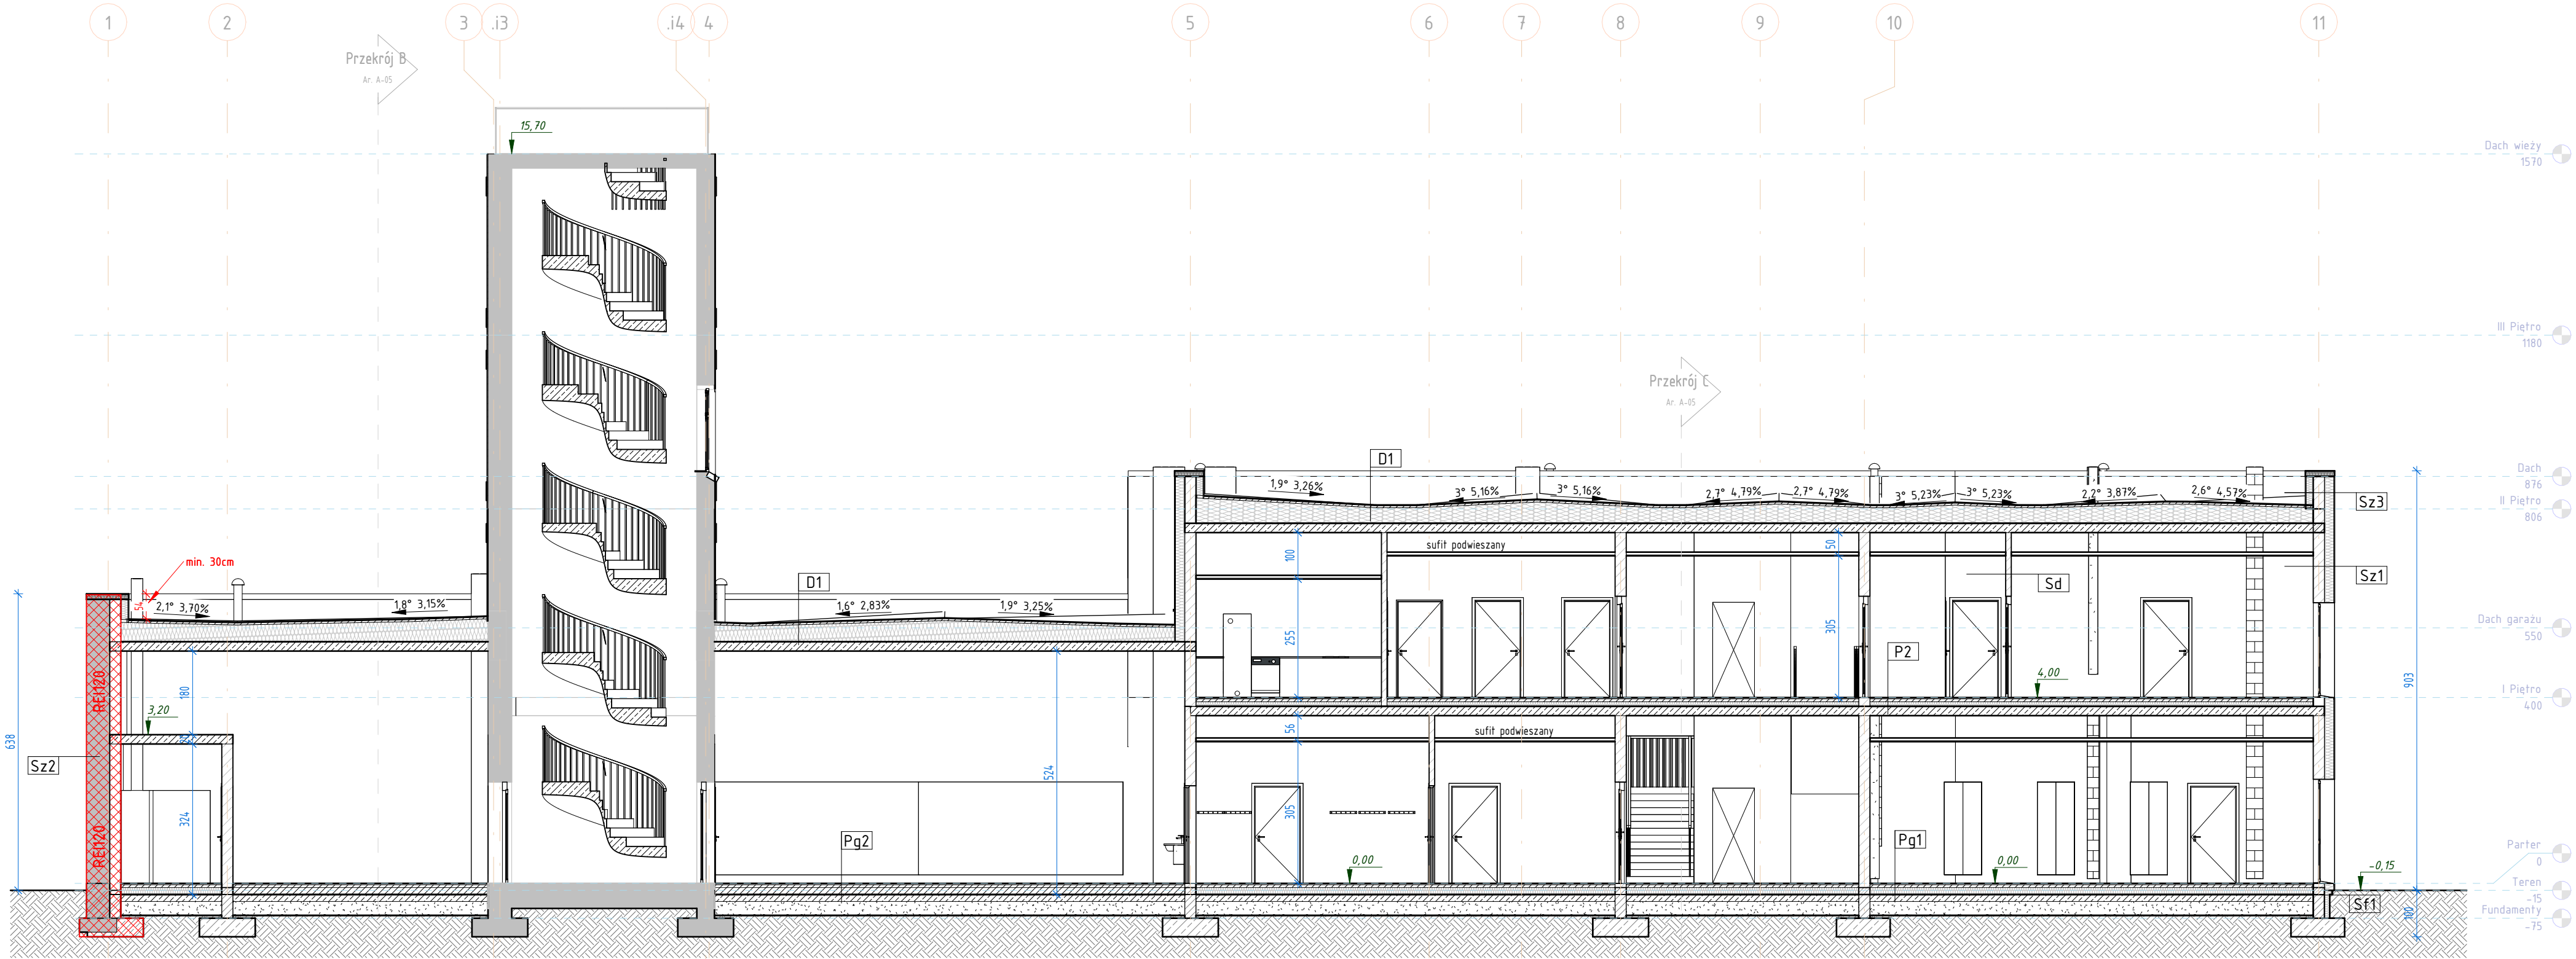 1
2
3
.i3
.i4
4
5
6
7
8
9
10
11
Przekrój B
Ar. A-05
15,70
Dach wieży
1570
III Piętro
1180
Przekrój C
Ar. A-05
D1
Dach
876
1,9° 3,26%
3° 5,16%
3° 5,16%
2,7° 4,79%
2,7° 4,79%
3° 5,23%
3° 5,23%
2,2° 3,87%
2,6° 4,57%
Sz3
II Piętro
806
sufit podwieszany
100
50
min. 30cm
D1
Sd
Sz1
54
2,1° 3,70%
1,8° 3,15%
1,6° 2,83%
1,9° 3,25%
Dach garażu
550
255
305
P2
4,00
903
I Piętro
400
REI120
180
3,20
638
56
sufit podwieszany
Sz2
524
324
305
REI120
Pg2
Pg1
0,00
0,00
-0,15
Parter
0
Teren
-15
Sf1
100
Fundamenty
-75